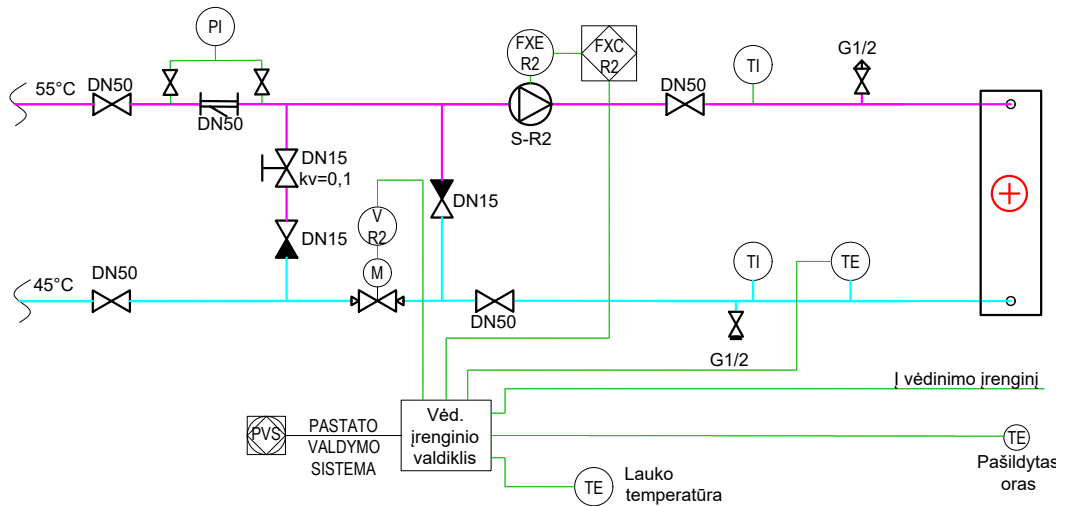 PI
FXE
R2
FXC
R2
G1/2
55°C
DN50
DN50
S-R2
DN50
TI
DN15
kv=0,1
DN15
DN15
V
R2
M
45°C
DN50
DN50
TI
TE
G1/2
Į vėdinimo įrenginį
PVS
PASTATO
VALDYMO
SISTEMA
Vėd.
įrenginio
valdiklis
TE
Pašildytas
oras
TE
Lauko
temperatūra